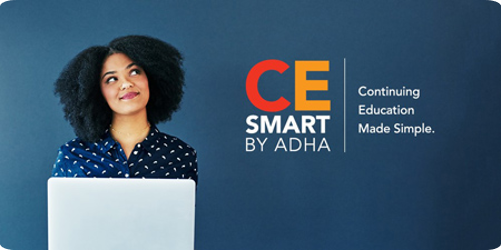 CE
SMART
BY ADHA
Continuing
Education
Made Simple.